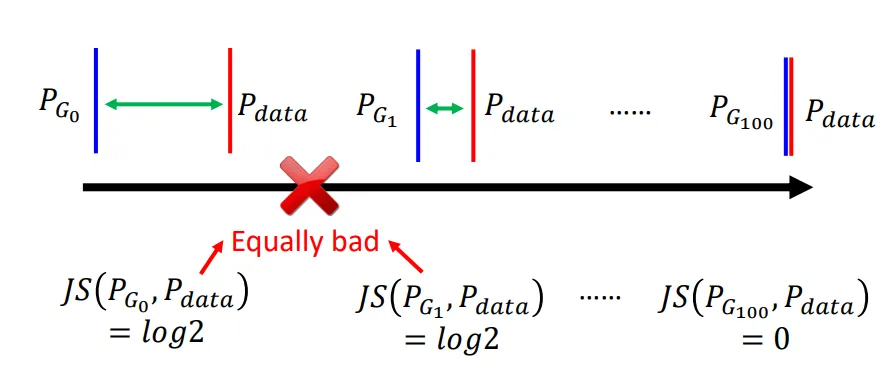 P_{G_0} P_{data} P_{G_1} P_{data} ...... P_{G_{100}} P_{data}
Equally bad
JS(P_{G_0}, P_{data}) JS(P_{G_1}, P_{data}) ...... JS(P_{G_{100}}, P_{data})
= log2 = log2 = 0